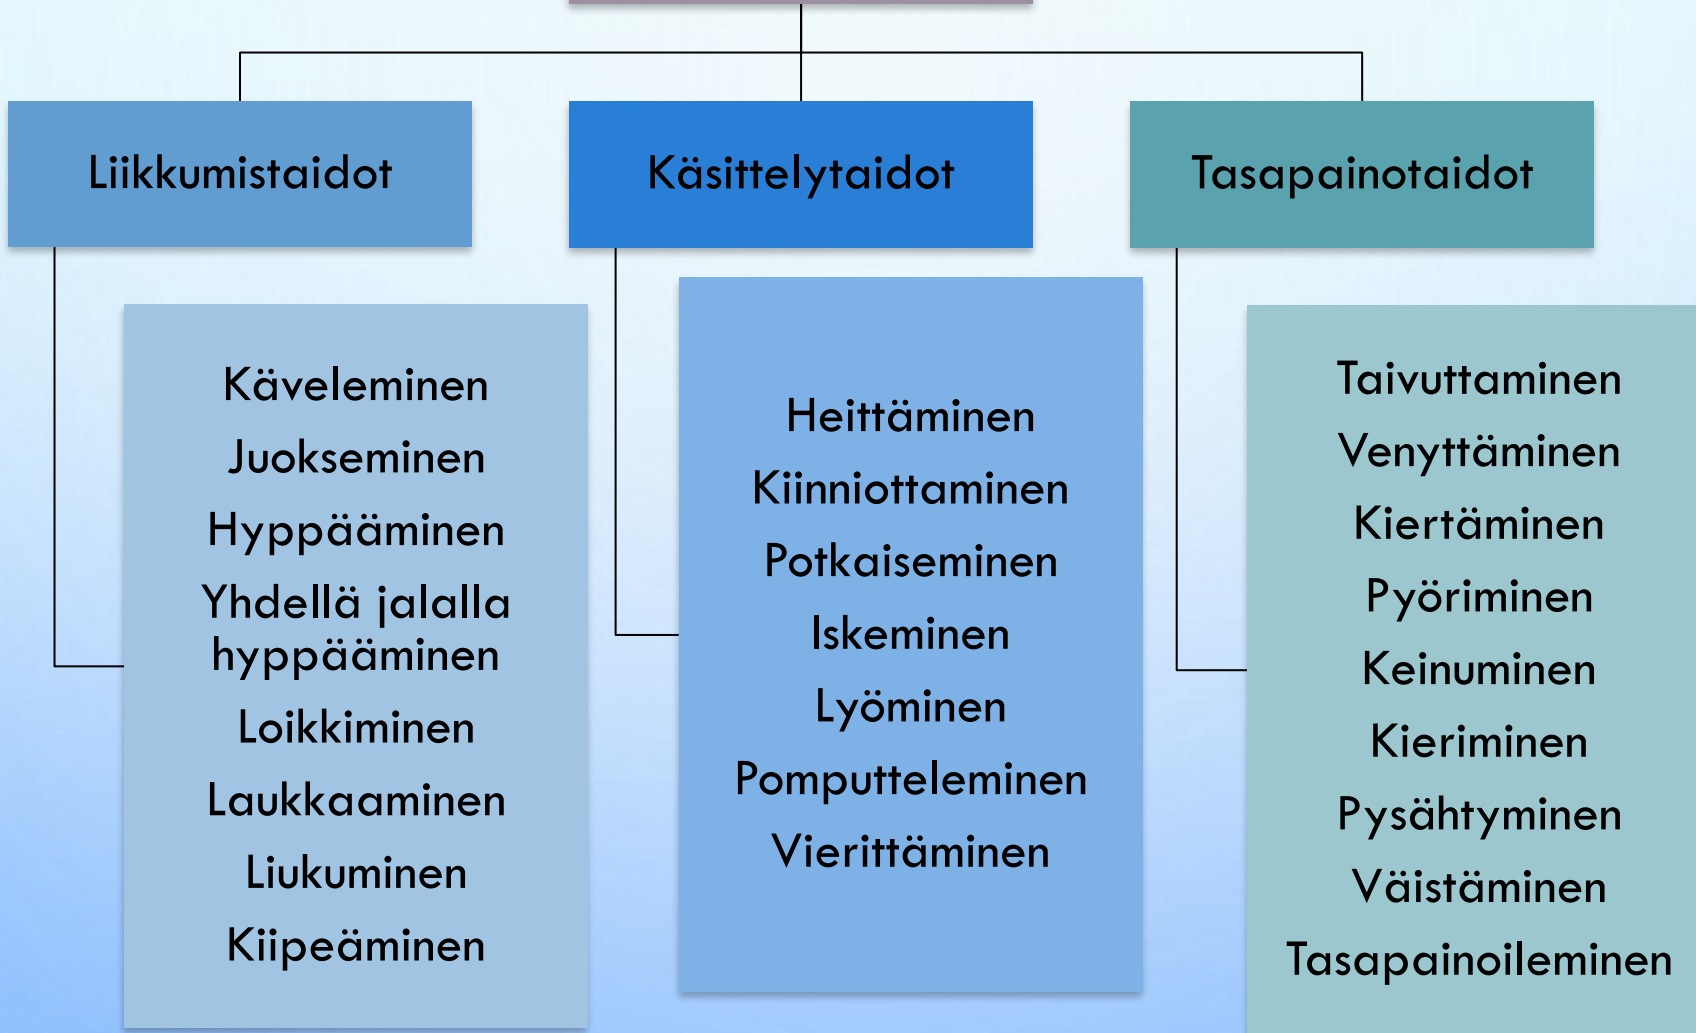 Liikkumistaidot
Käveleminen
Juokseminen
Hyppääminen
Yhdellä jalalla
hyppääminen
Loikkiminen
Laukkaaminen
Liukuminen
Kiipeäminen
Käsittelytaidot
Heittäminen
Kiinniottaminen
Potkaiseminen
Iskeminen
Lyöminen
Pomputteleminen
Vierittäminen
Tasapainotaidot
Taivuttaminen
Venyttäminen
Kiertäminen
Pyöriminen
Keinuminen
Kieriminen
Pysähtyminen
Väistäminen
Tasapainoileminen